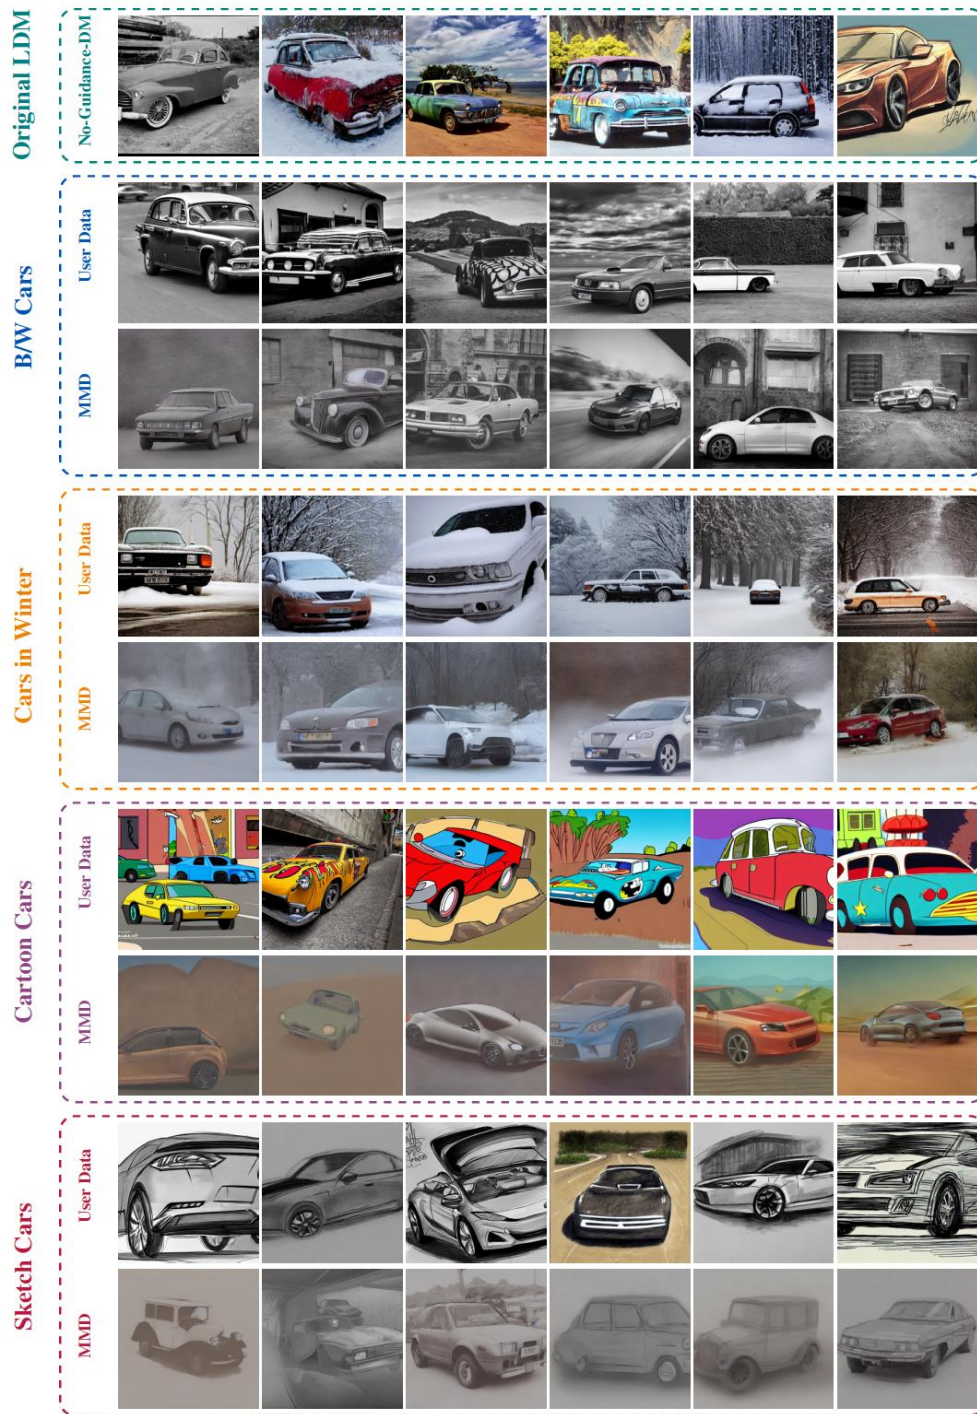 Original LDM
No-Guidance-DM
B/W Cars
User Data
MMD
Cars in Winter
User Data
MMD
Cartoon Cars
User Data
MMD
Sketch Cars
User Data
MMD